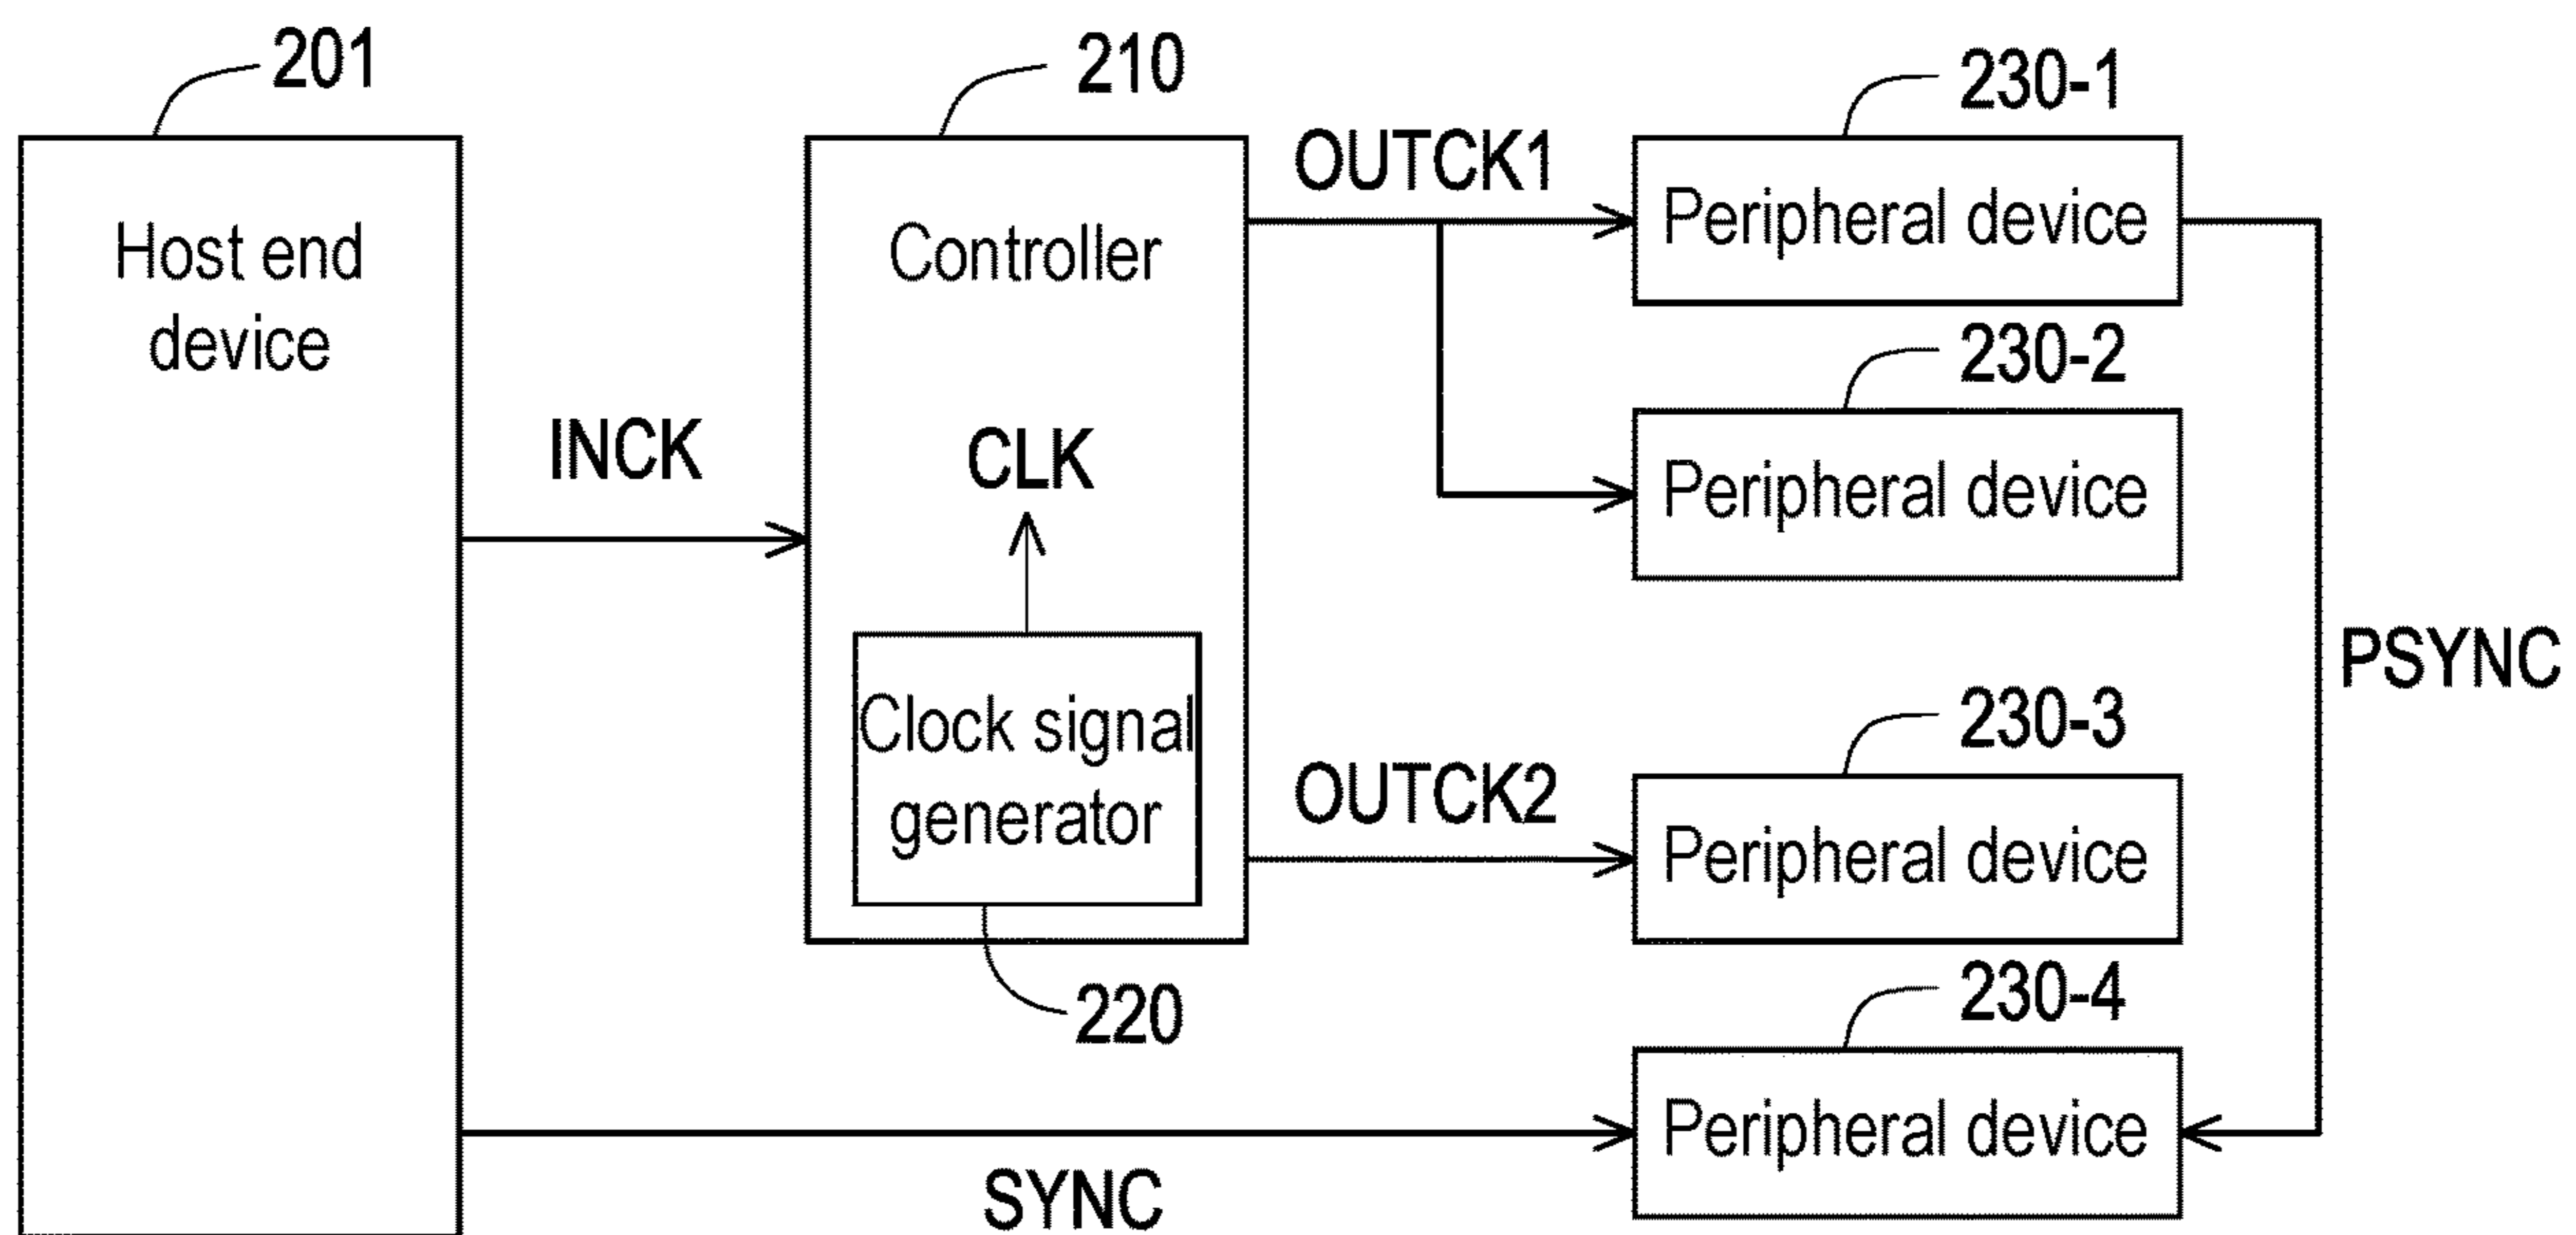 201
210
230-1
OUTCK1
Host end
device
Controller
Peripheral device
230-2
INCK
CLK
Peripheral device
PSYNC
Clock signal
generator
230-3
OUTCK2
Peripheral device
220
230-4
Peripheral device
SYNC